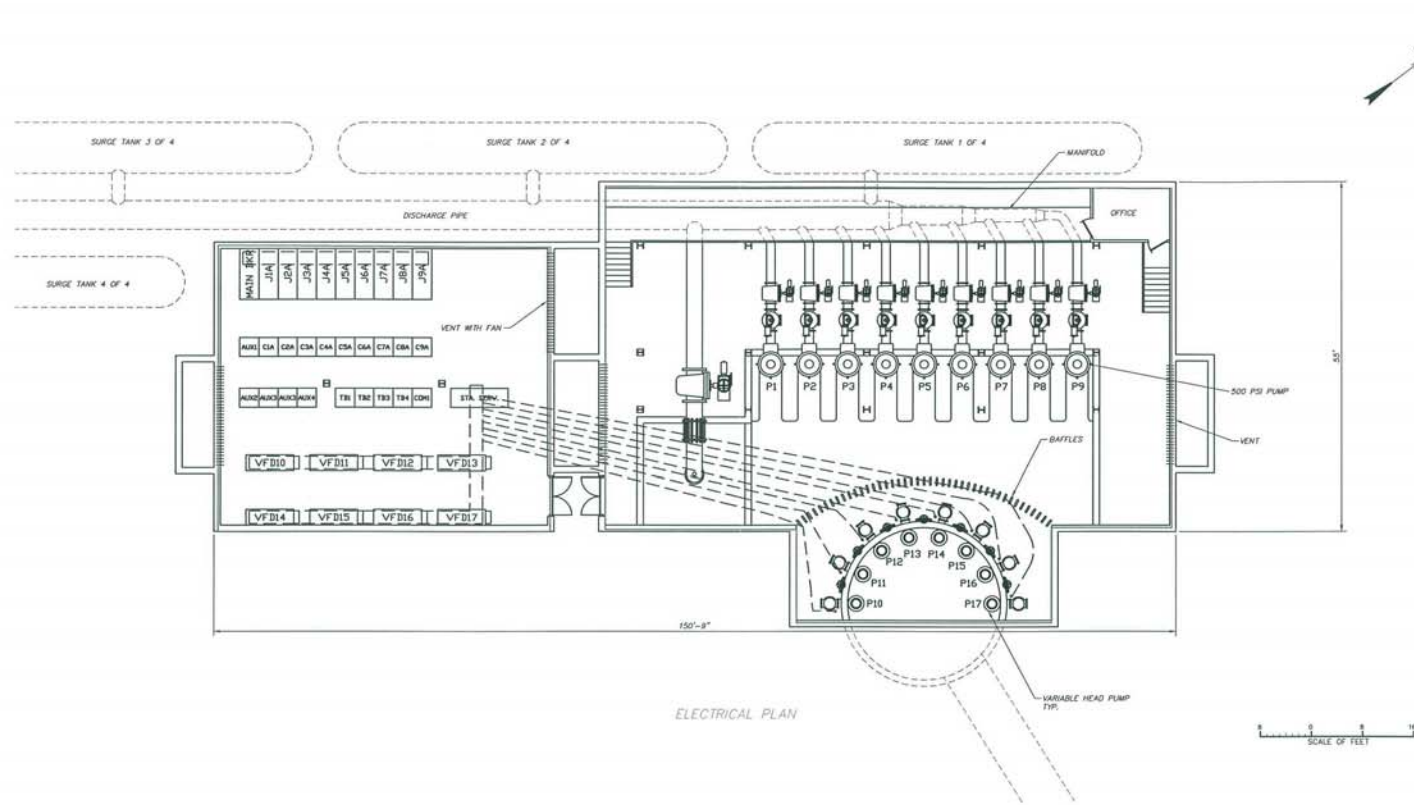 SURGE TANK 3 OF 4
SURGE TANK 2 OF 4
SURGE TANK 1 OF 4
MANIFOLD
DISCHARGE PIPE
OFFICE
SURGE TANK 4 OF 4
MAIN BKR
J1A
J2A
J3A
J4A
J5A
J6A
J7A
J8A
J9A
VENT WITH FAN
AUX1 C1A C2A C3A C4A C5A C6A C7A C8A C9A
P1 P2 P3 P4 P5 P6 P7 P8 P9
55'
500 PSI PUMP
AUX2 AUX3 AUX3 AUX4 TB1 TB2 TB3 TB4 COM1 STA. SERV.
BAFFLES
VENT
VFD10 VFD11 VFD12 VFD13
VFD14 VFD15 VFD16 VFD17
P10
P11
P12
P13
P14
P15
P16
P17
150'-9"
VARIABLE HEAD PUMP
TYP.
ELECTRICAL PLAN
8 0 8
SCALE OF FEET